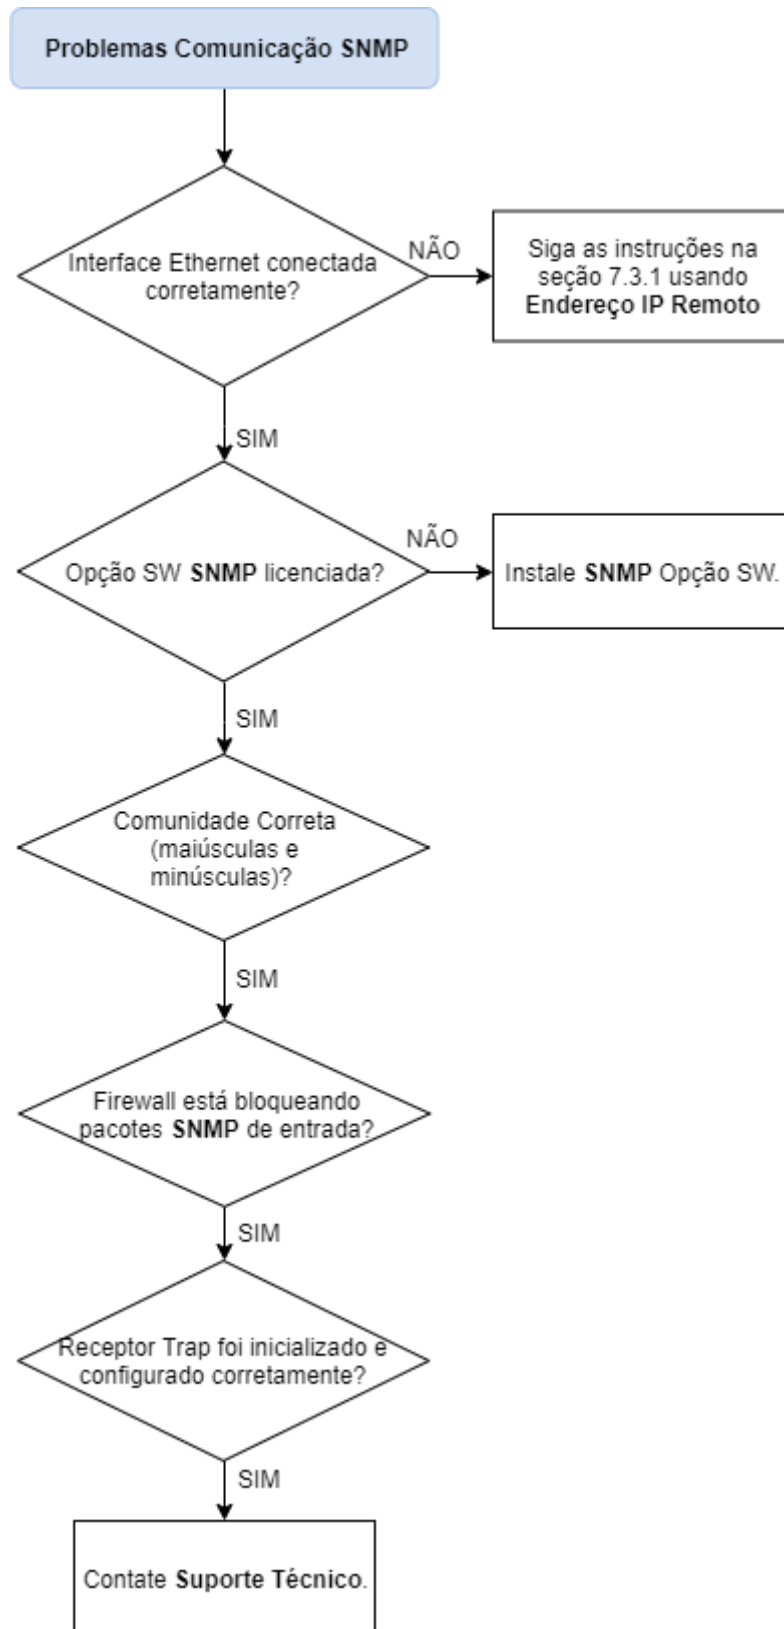 Problemas Comunicação SNMP
Interface Ethernet conectada
corretamente?
NÃO
Siga as instruções na
seção 7.3.1 usando
Endereço IP Remoto
SIM
Opção SW SNMP licenciada?
NÃO
Instale SNMP Opção SW.
SIM
Comunidade Correta
(maiúsculas e
minúsculas)?
SIM
Firewall está bloqueando
pacotes SNMP de entrada?
SIM
Receptor Trap foi inicializado e
configurado corretamente?
SIM
Contate Suporte Técnico.